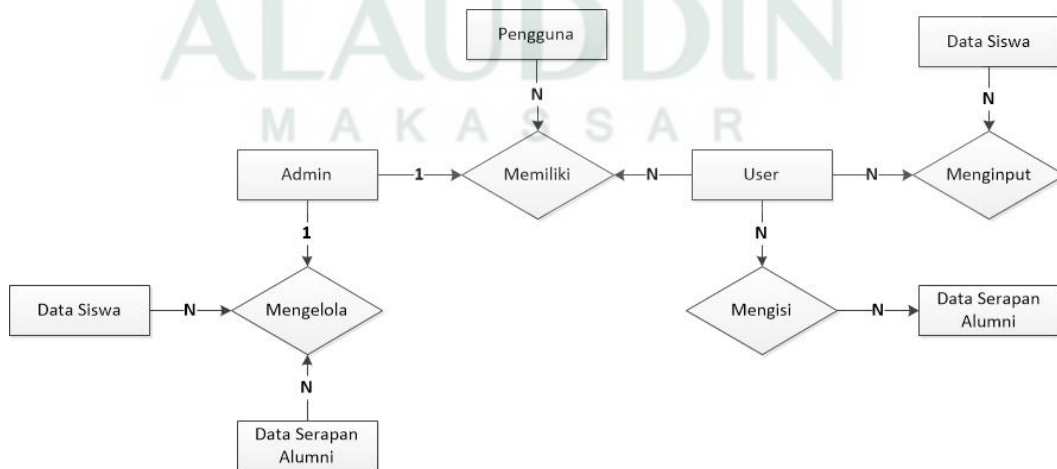 ALAUDDIN
MAKASSAR
Pengguna
Data Siswa
N
N
Admin
1
Memiliki
N
User
N
Menginput
1
N
Data Siswa
N
Mengelola
Mengisi
N
Data Serapan
Alumni
N
Data Serapan
Alumni